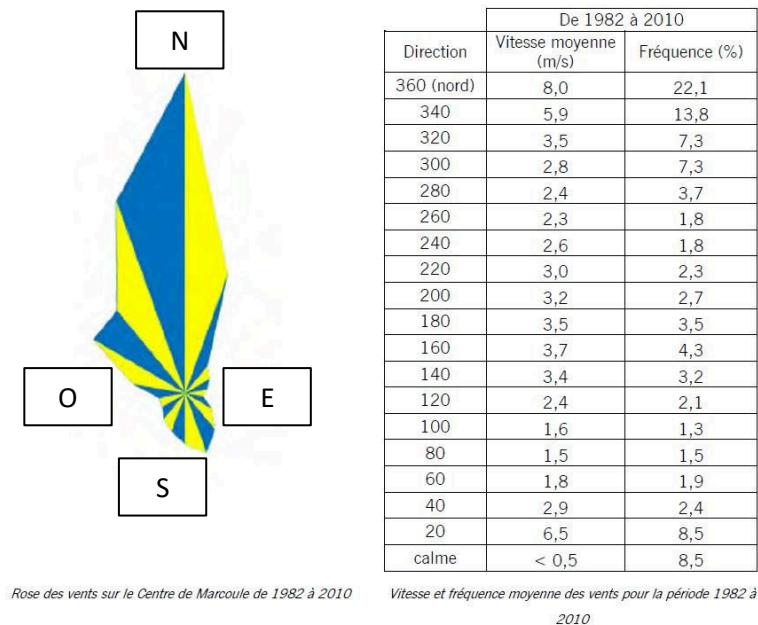 N
O
E
S
Rose des vents sur le Centre de Marcoule de 1982 à 2010
De 1982 à 2010
Direction Vitesse moyenne (m/s) Fréquence (%)
360 (nord) 8,0 22,1
340 5,9 13,8
320 3,5 7,3
300 2,8 7,3
280 2,4 3,7
260 2,3 1,8
240 2,6 1,8
220 3,0 2,3
200 3,2 2,7
180 3,5 3,5
160 3,7 4,3
140 3,4 3,2
120 2,4 2,1
100 1,6 1,3
80 1,5 1,5
60 1,8 1,9
40 2,9 2,4
20 6,5 8,5
calme < 0,5 8,5
Vitesse et fréquence moyenne des vents pour la période 1982 à
2010